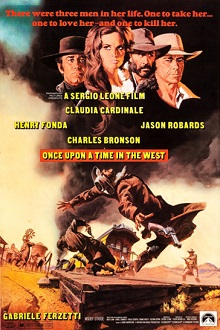 There were three men in her life. One to take her...
one to love her—and one to kill her.
A SERGIO LEONE FILM
CLAUDIA CARDINALE
HENRY FONDA JASON ROBARDS
CHARLES BRONSON
ONCE UPON A TIME IN THE WEST
GABRIELE FERZETTI